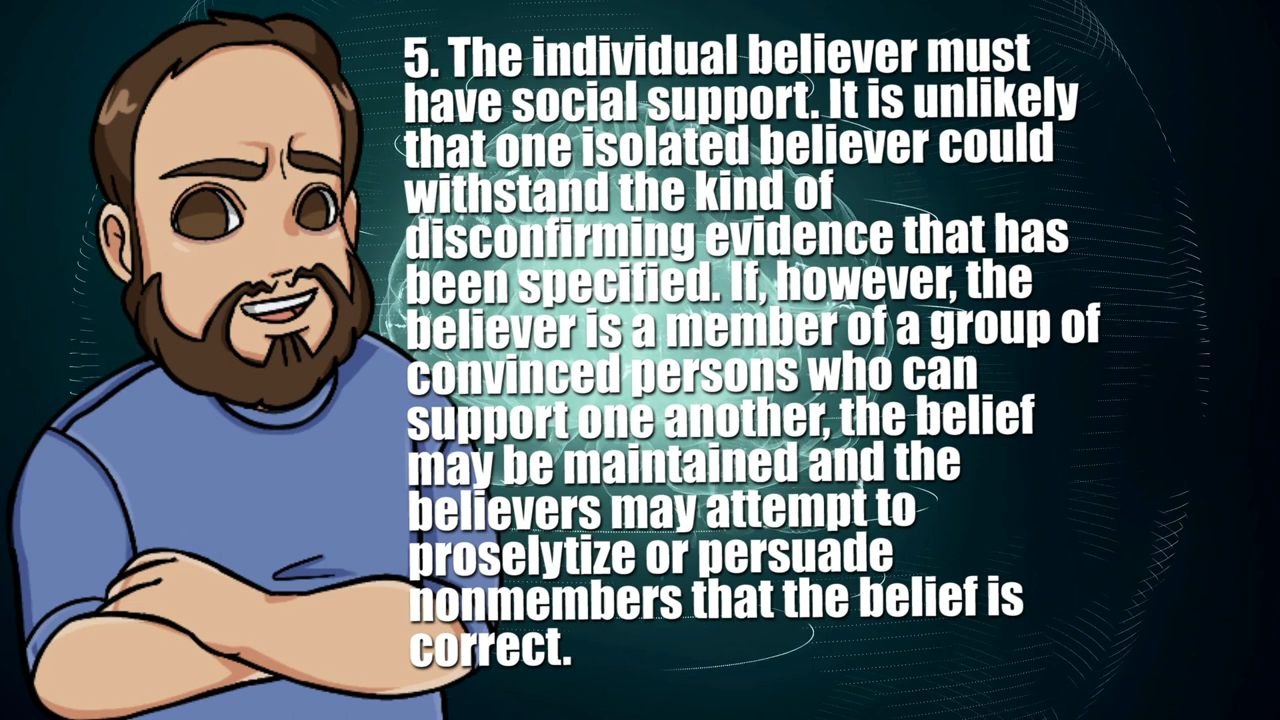 5. The individual believer must
have social support. It is unlikely
that one isolated believer could
withstand the kind of
disconfirming evidence that has
been specified. If, however, the
believer is a member of a group of
convinced persons who can
support one another, the belief
may be maintained and the
believers may attempt to
proselytize or persuade
nonmembers that the belief is
correct.